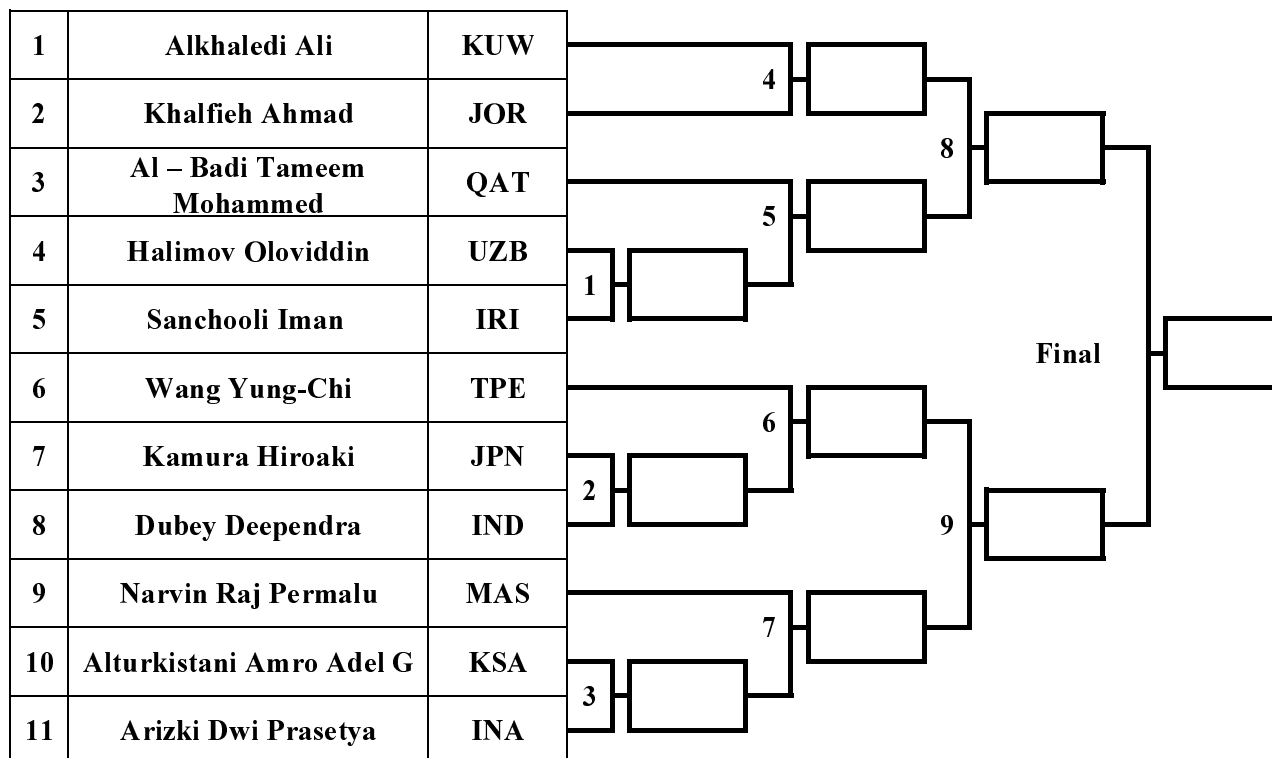 1 Alkhaledi Ali KUW
4
2 Khalfieh Ahmad JOR
8
3 Al – Badi Tameem
Mohammed QAT
5
4 Halimov Oloviddin UZB
1
5 Sanchooli Iman IRI
Final
6 Wang Yung-Chi TPE
6
7 Kamura Hiroaki JPN
2
8 Dubey Deependra IND
9
9 Narvin Raj Permalu MAS
7
10 Alturkistani Amro Adel G KSA
3
11 Arizki Dwi Prasetya INA